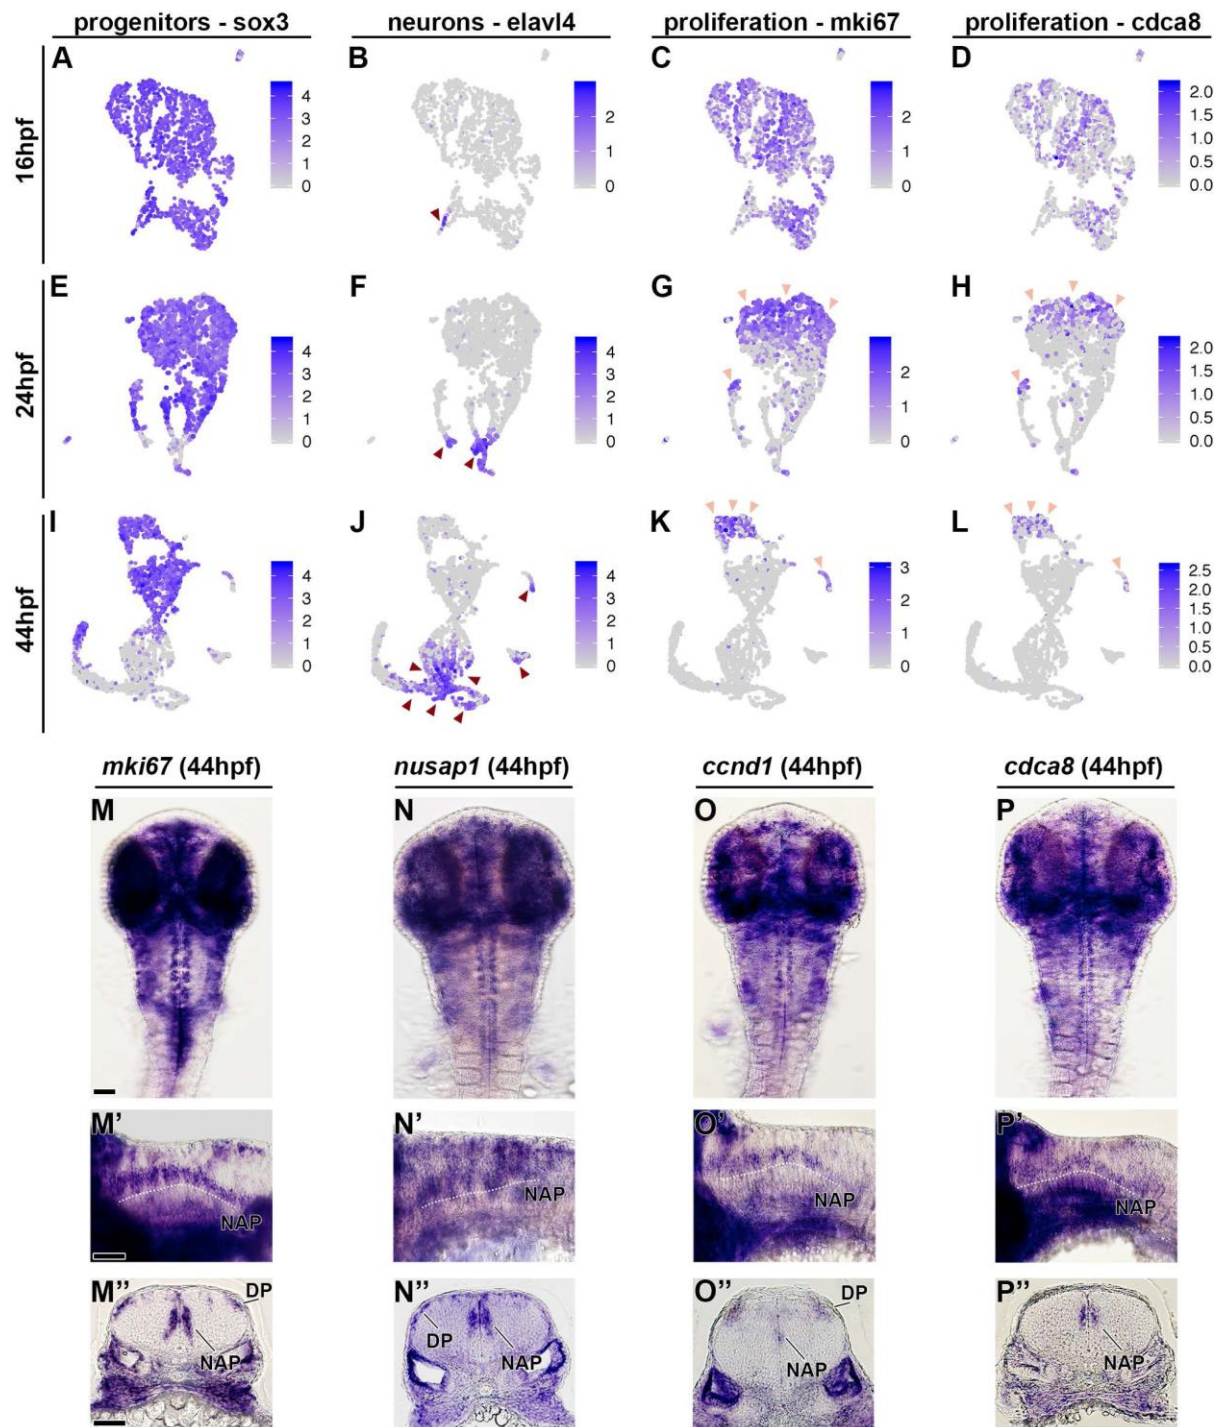 progenitors - sox3 neurons - elavl4 proliferation - mki67 proliferation - cdca8
16hpf
A B C D
4 3 2 1 0
2 1 0
2 1 0
2.0 1.5 1.0 0.5 0.0
24hpf
E F G H
4 3 2 1 0
4 3 2 1 0
2 1 0
2.0 1.5 1.0 0.5 0.0
44hpf
I J K L
4 3 2 1 0
4 3 2 1 0
3 2 1 0
2.5 2.0 1.5 1.0 0.5 0.0
mki67 (44hpf) nusap1 (44hpf) ccnd1 (44hpf) cdca8 (44hpf)
M N O P
M' N' O' P'
NAP NAP NAP NAP
M" N" O" P"
DP DP DP
NAP NAP NAP NAP